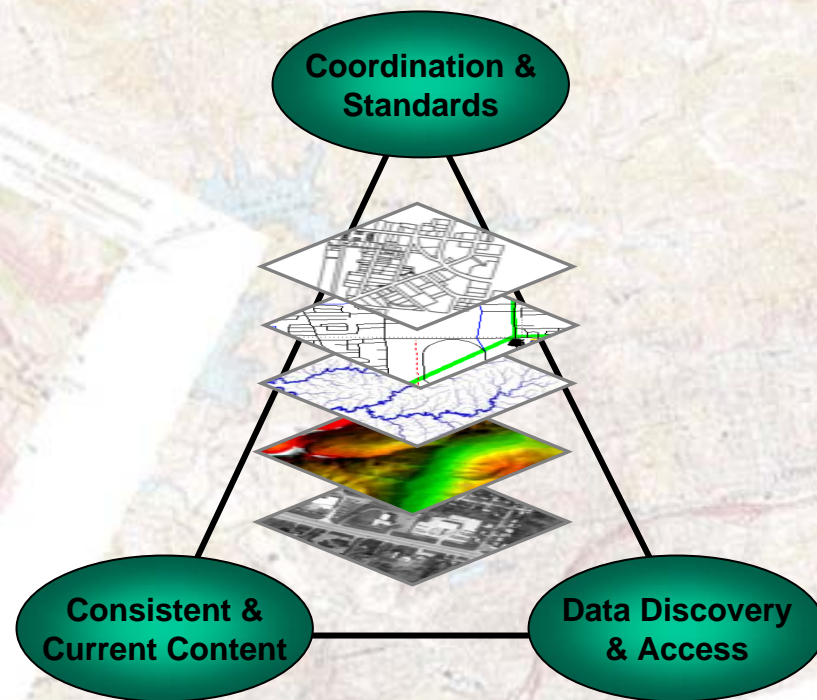 Coordination &
Standards
Consistent &
Current Content
Data Discovery
& Access